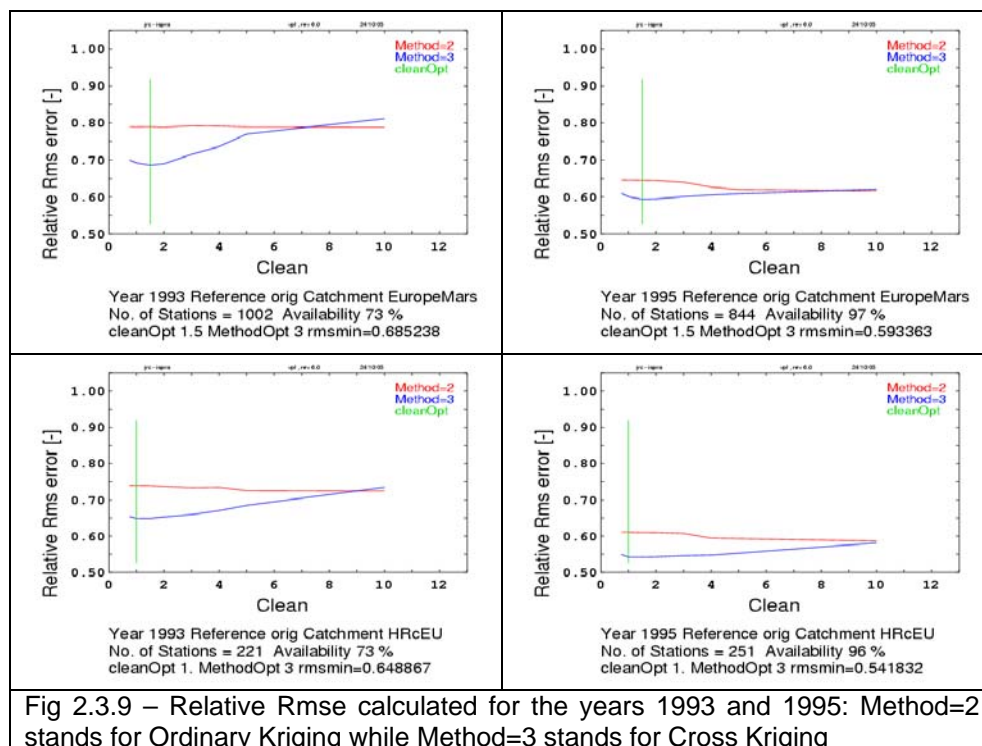 1.00
0.90
0.80
0.70
0.60
0.50
Relative Rms error [-]
Method=2
Method=3
cleanOpt
0 2 4 6 8 10 12
Clean
Year 1993 Reference orig Catchment EuropeMars
No. of Stations = 1002 Availability 73 %
cleanOpt 1.5 MethodOpt 3 rmsmin=0.685238
1.00
0.90
0.80
0.70
0.60
0.50
Relative Rms error [-]
Method=2
Method=3
cleanOpt
0 2 4 6 8 10 12
Clean
Year 1995 Reference orig Catchment EuropeMars
No. of Stations = 844 Availability 97 %
cleanOpt 1.5 MethodOpt 3 rmsmin=0.593363
1.00
0.90
0.80
0.70
0.60
0.50
Relative Rms error [-]
Method=2
Method=3
cleanOpt
0 2 4 6 8 10 12
Clean
Year 1993 Reference orig Catchment HRcEU
No. of Stations = 221 Availability 73 %
cleanOpt 1. MethodOpt 3 rmsmin=0.648867
1.00
0.90
0.80
0.70
0.60
0.50
Relative Rms error [-]
Method=2
Method=3
cleanOpt
0 2 4 6 8 10 12
Clean
Year 1995 Reference orig Catchment HRcEU
No. of Stations = 251 Availability 96 %
cleanOpt 1. MethodOpt 3 rmsmin=0.541832
Fig 2.3.9 – Relative Rmse calculated for the years 1993 and 1995: Method=2
stands for Ordinary Kriging while Method=3 stands for Cross Kriging